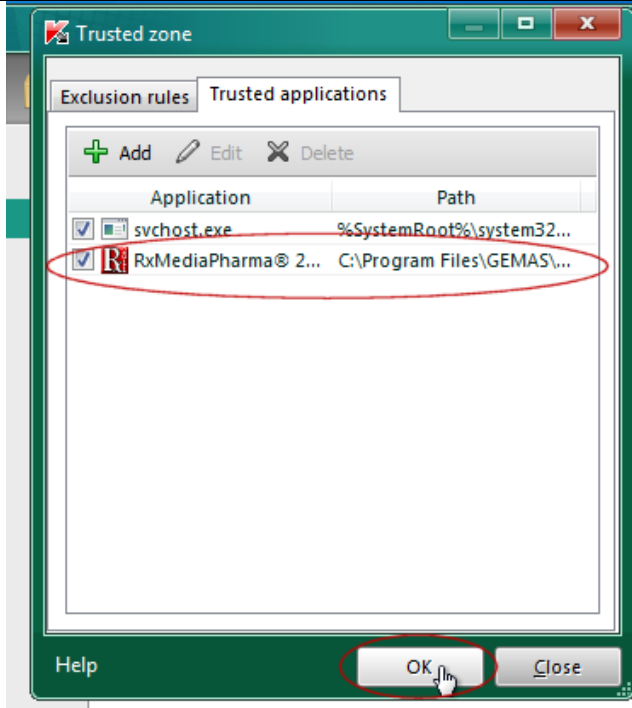 Trusted zone
Exclusion rules Trusted applications
Add Edit Delete
Application Path
svchost.exe %SystemRoot%\system32...
RxMediaPharma® 2... C:\Program Files\GEMAS\...
Help OK Close